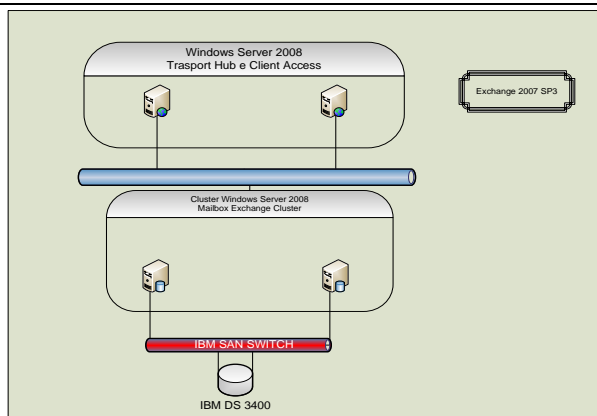 Windows Server 2008
Trasport Hub e Client Access
Exchange 2007 SP3
Cluster Windows Server 2008
Mailbox Exchange Cluster
IBM SAN SWITCH
IBM DS 3400